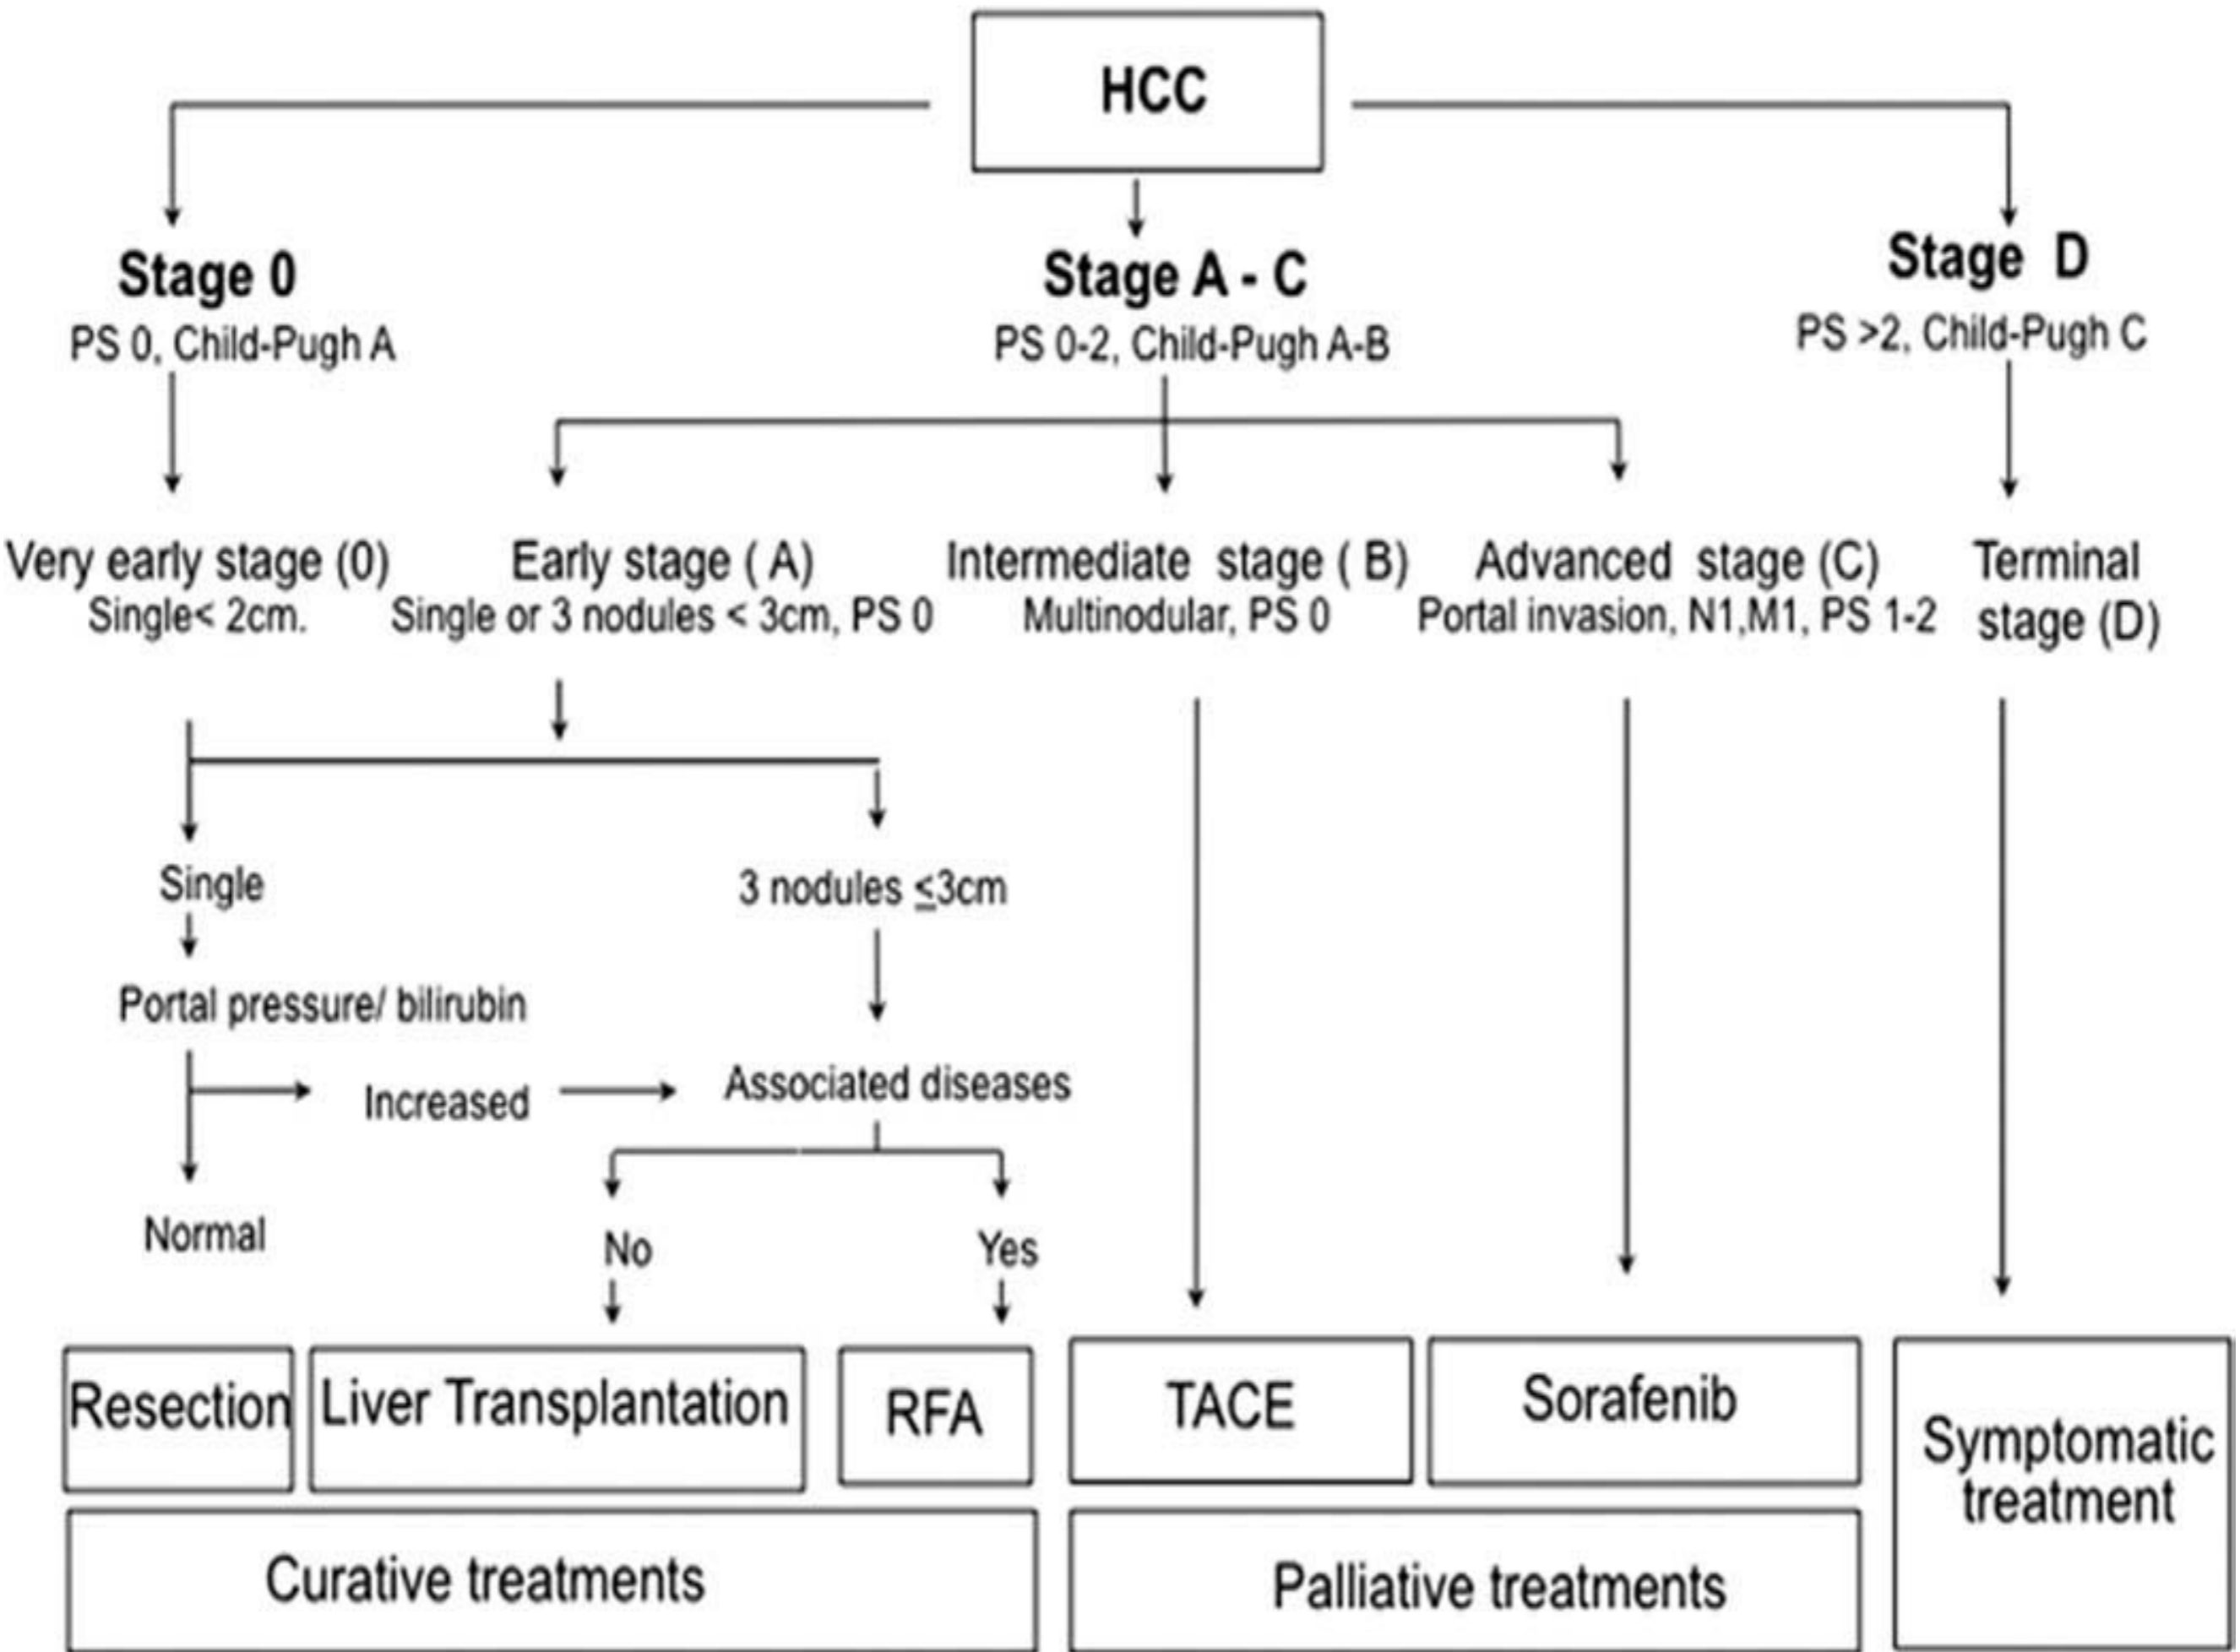 HCC
Stage 0
PS 0, Child-Pugh A
Stage A - C
PS 0-2, Child-Pugh A-B
Stage D
PS >2, Child-Pugh C
Very early stage (0)
Single< 2cm.
Early stage ( A)
Single or 3 nodules < 3cm, PS 0
Intermediate stage ( B)
Multinodular, PS 0
Advanced stage (C)
Portal invasion, N1,M1, PS 1-2
Terminal
stage (D)
Single
3 nodules ≤3cm
Portal pressure/ bilirubin
Increased
Associated diseases
Normal
No
Yes
Resection
Liver Transplantation
RFA
TACE
Sorafenib
Symptomatic
treatment
Curative treatments
Palliative treatments